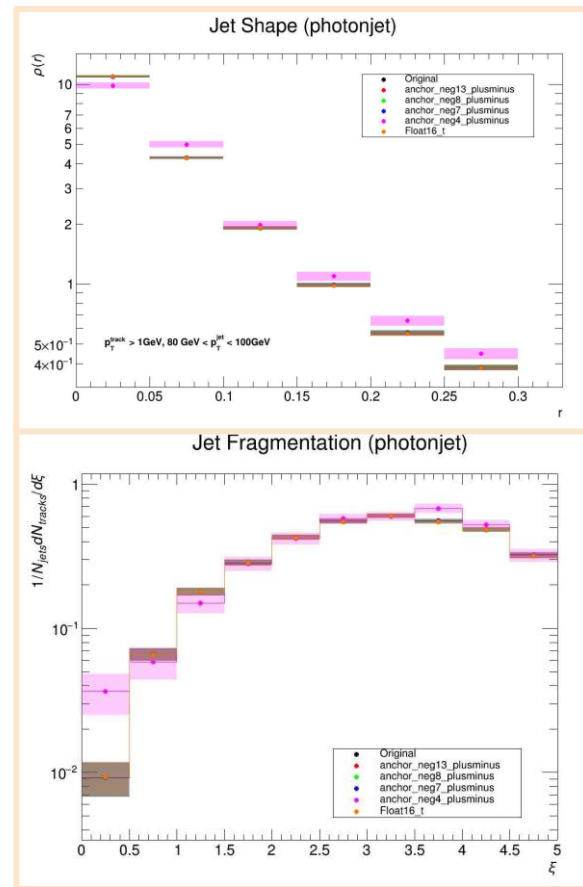 Jet Shape (photonjet)
ρ(r)
10
7
6
5
4
3
2
1
5×10⁻¹
4×10⁻¹
Original
anchor_neg13_plusminus
anchor_neg8_plusminus
anchor_neg7_plusminus
anchor_neg4_plusminus
Float16_t
p_T^track > 1GeV, 80 GeV < p_T^jet < 100GeV
0 0.05 0.1 0.15 0.2 0.25 0.3
r
Jet Fragmentation (photonjet)
1/N_jets dN_tracks/dξ
1
10⁻¹
10⁻²
Original
anchor_neg13_plusminus
anchor_neg8_plusminus
anchor_neg7_plusminus
anchor_neg4_plusminus
Float16_t
0 0.5 1 1.5 2 2.5 3 3.5 4 4.5 5
ξ